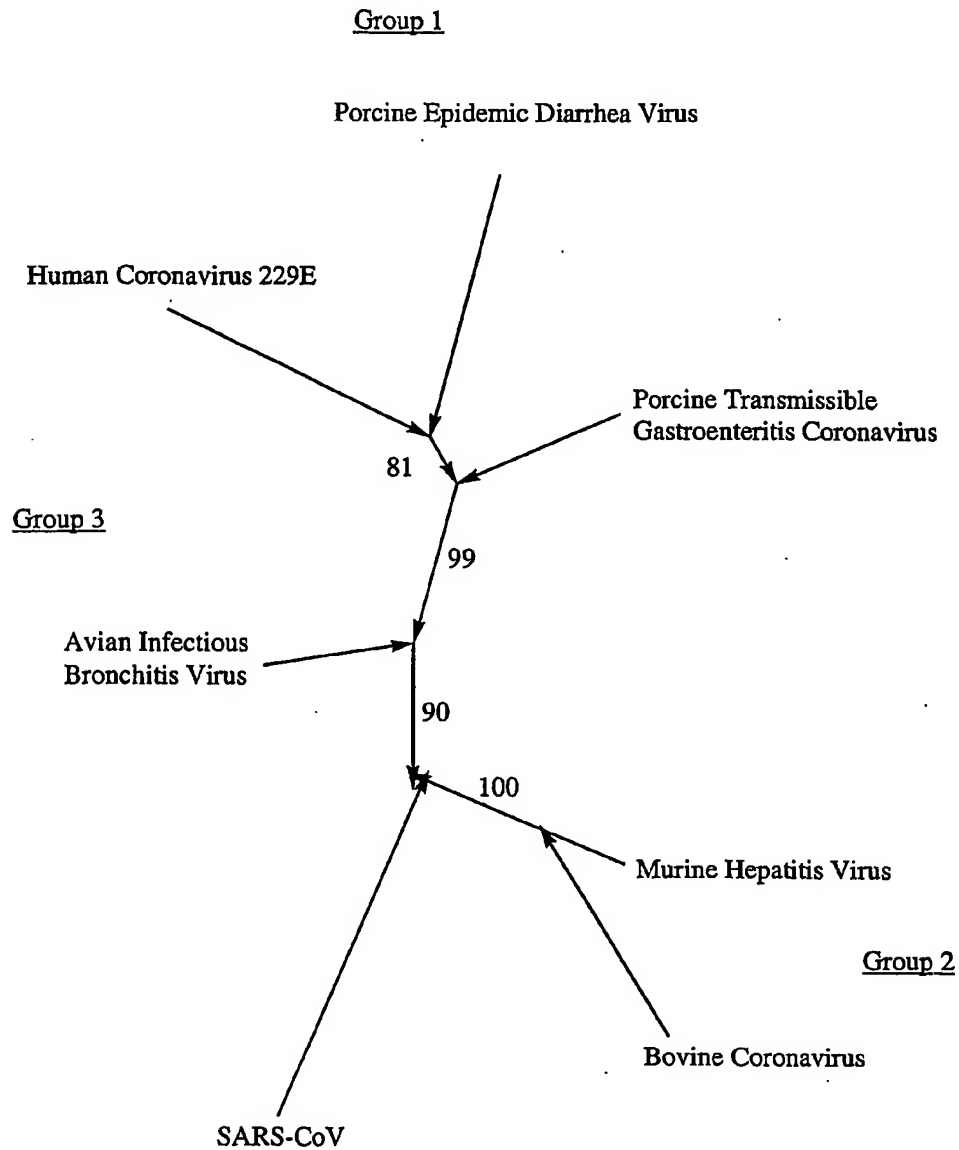 Group 1
Porcine Epidemic Diarrhea Virus
Human Coronavirus 229E
Porcine Transmissible
Gastroenteritis Coronavirus
81
Group 3
99
Avian Infectious
Bronchitis Virus
90
100
Murine Hepatitis Virus
Group 2
Bovine Coronavirus
SARS-CoV